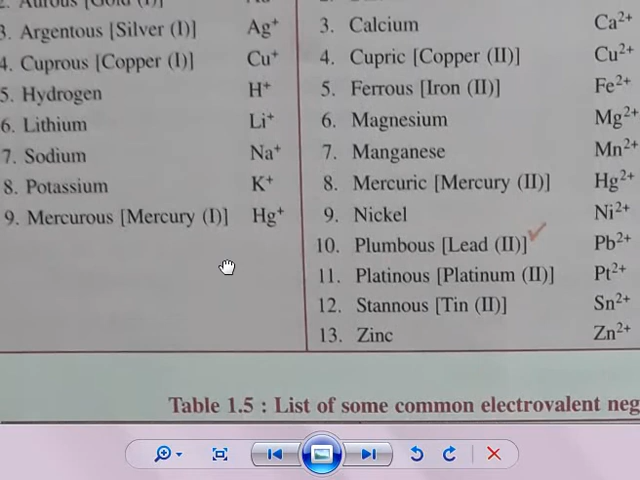 2. Aurous [Gold (I)]
3. Argentous [Silver (I)] Ag⁺
4. Cuprous [Copper (I)] Cu⁺
5. Hydrogen H⁺
6. Lithium Li⁺
7. Sodium Na⁺
8. Potassium K⁺
9. Mercurous [Mercury (I)] Hg⁺
3. Calcium Ca²⁺
4. Cupric [Copper (II)] Cu²⁺
5. Ferrous [Iron (II)] Fe²⁺
6. Magnesium Mg²⁺
7. Manganese Mn²⁺
8. Mercuric [Mercury (II)] Hg²⁺
9. Nickel Ni²⁺
10. Plumbous [Lead (II)] Pb²⁺
11. Platinous [Platinum (II)] Pt²⁺
12. Stannous [Tin (II)] Sn²⁺
13. Zinc Zn²⁺
Table 1.5 : List of some common electrovalent neg